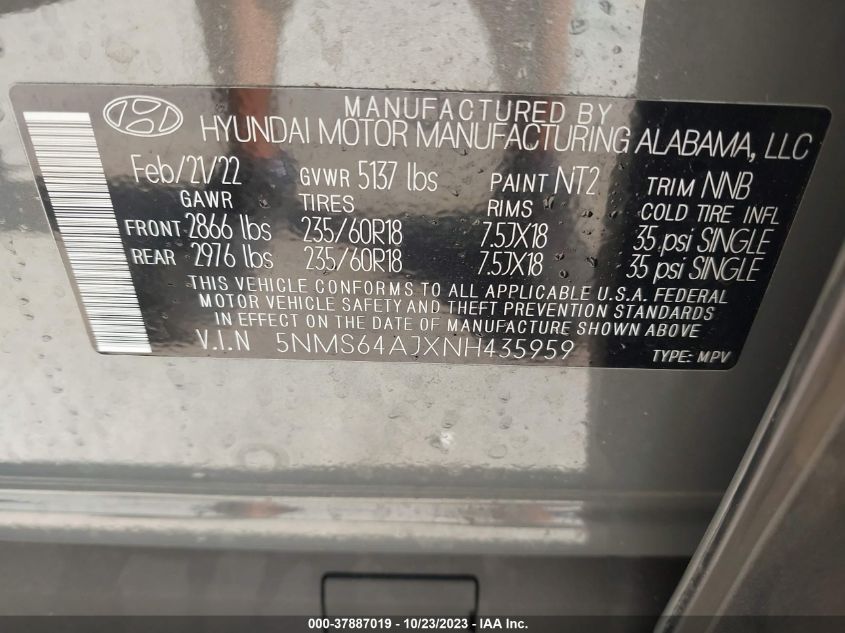 MANUFACTURED BY
HYUNDAI MOTOR MANUFACTURING ALABAMA, LLC
Feb/21/22 GVWR 5137 lbs PAINT NT2 TRIM NNB
GAWR TIRES RIMS COLD TIRE INFL
FRONT 2866 lbs 235/60R18 7.5JX18 35 psi SINGLE
REAR 2976 lbs 235/60R18 7.5JX18 35 psi SINGLE
THIS VEHICLE CONFORMS TO ALL APPLICABLE U.S.A. FEDERAL
MOTOR VEHICLE SAFETY AND THEFT PREVENTION STANDARDS
IN EFFECT ON THE DATE OF MANUFACTURE SHOWN ABOVE
V.I.N 5NMS64AJXNH435959 TYPE: MPV
000-37887019 - 10/23/2023 - IAA Inc.